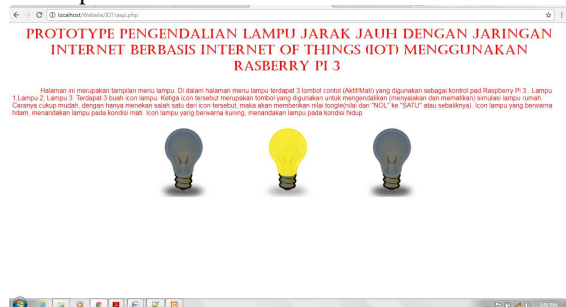 localhost/Website/IOTraspi.php
PROTOTYPE PENGENDALIAN LAMPU JARAK JAUH DENGAN JARINGAN
INTERNET BERBASIS INTERNET OF THINGS (IOT) MENGGUNAKAN
RASBERRY PI 3
Halaman ini merupakan tampilan menu lampu. Di dalam halaman menu lampu terdapat 3 tombol contol (Aktif/Mati) yang digunakan sebagai kontrol pad Raspberry Pi 3 . Lampu
1,Lampu 2, Lampu 3. Terdapat 3 buah icon lampu. Ketiga icon tersebut merupakan tombol yang digunakan untuk mengendalikan (menyalakan dan mematikan) simulasi lampu rumah
Caranya cukup mudah, dengan hanya menekan salah satu dari icon tersebut, maka akan memberikan nilai toogle(nilai dari "NOL" ke "SATU" atau sebaliknya). Icon lampu yang berwarna
hitam, menandakan lampu pada kondisi mati. Icon lampu yang berwarna kuning, menandakan lampu pada kondisi hidup.